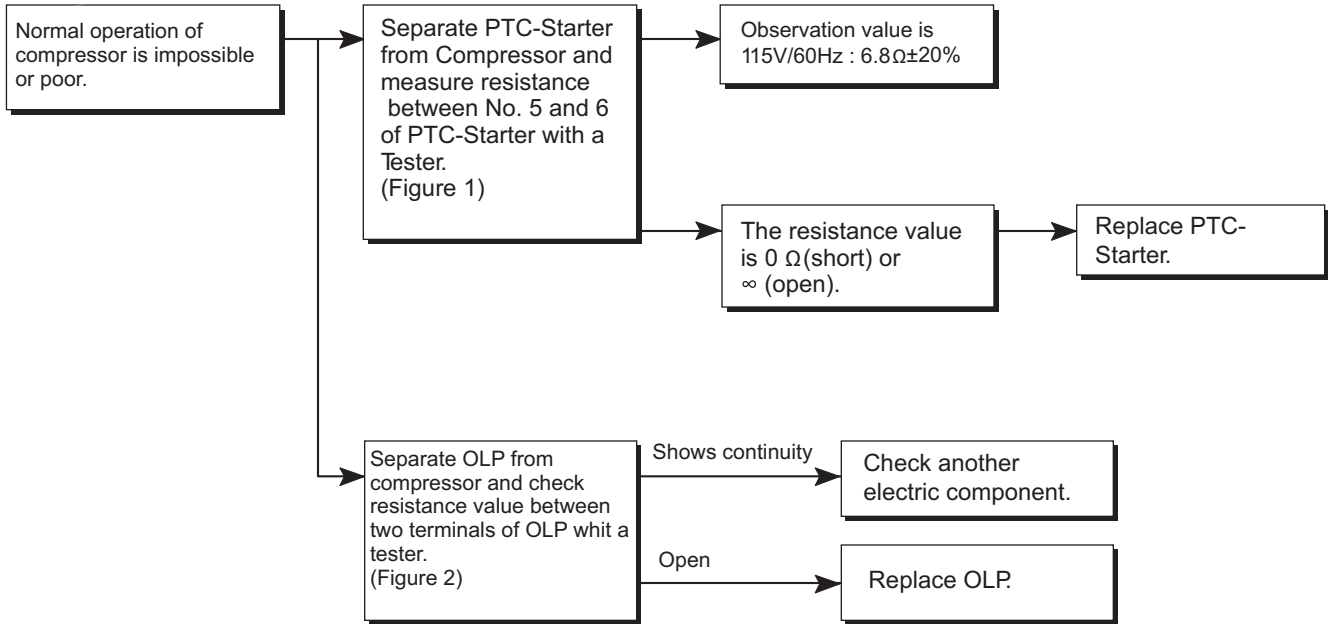 Normal operation of
compressor is impossible
or poor.
Separate PTC-Starter
from Compressor and
measure resistance
between No. 5 and 6
of PTC-Starter with a
Tester.
(Figure 1)
Observation value is
115V/60Hz : 6.8Ω±20%
The resistance value
is 0 Ω(short) or
∞ (open).
Replace PTC-
Starter.
Separate OLP from
compressor and check
resistance value between
two terminals of OLP whit a
tester.
(Figure 2)
Shows continuity
Check another
electric component.
Open
Replace OLP.